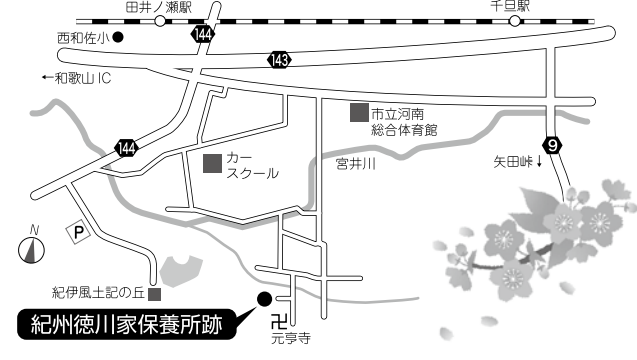 田井ノ瀬駅
千旦駅
西和佐小
144
143
←和歌山IC
市立河南
総合体育館
144
9
カー
スクール
宮井川
矢田峠↓
N
P
紀伊風土記の丘
紀州徳川家保養所跡
卍
元亨寺